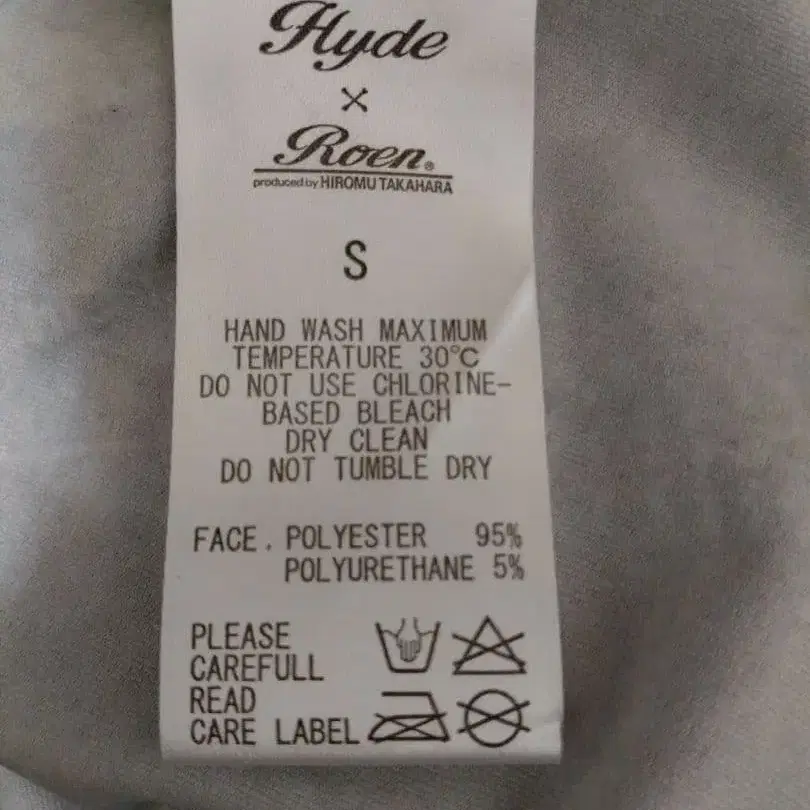 Hyde
×
Roen®
produced by HIROMU TAKAHARA
S
HAND WASH MAXIMUM
TEMPERATURE 30℃
DO NOT USE CHLORINE-
BASED BLEACH
DRY CLEAN
DO NOT TUMBLE DRY
FACE. POLYESTER 95%
POLYURETHANE 5%
PLEASE
CAREFULL
READ
CARE LABEL